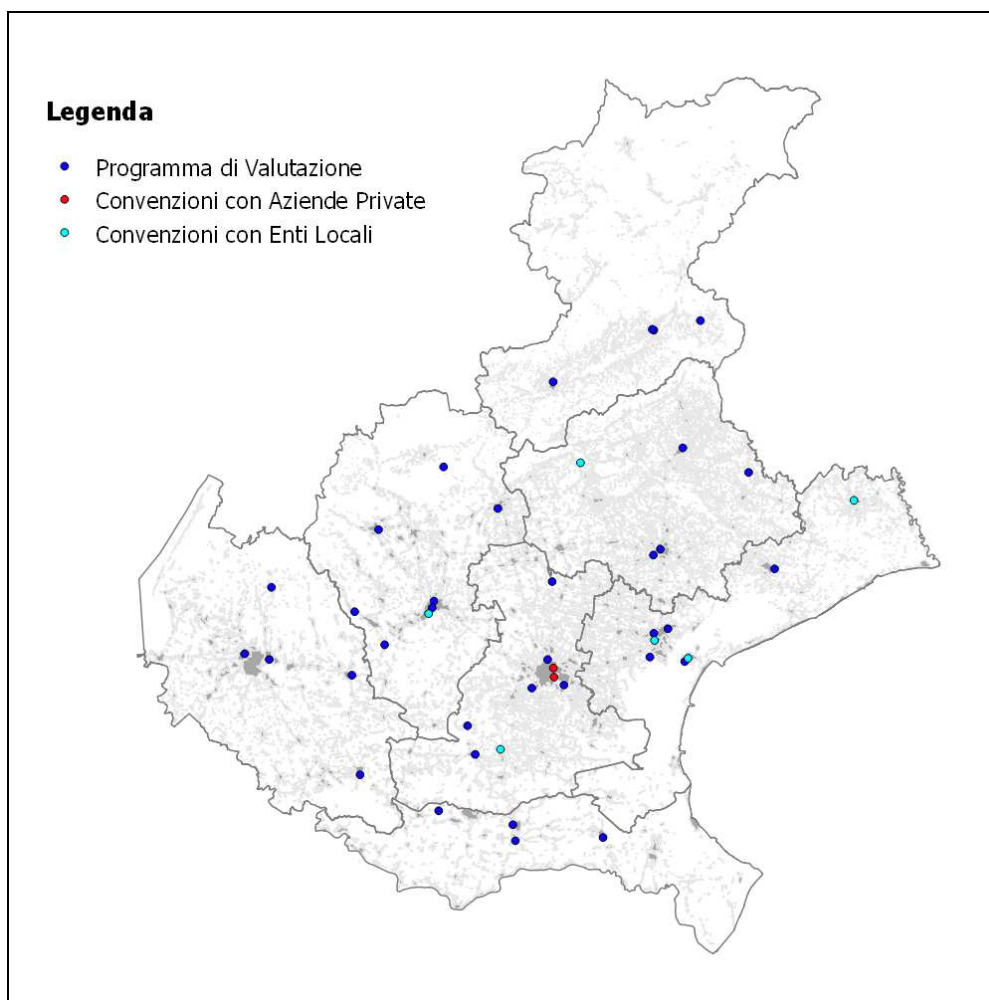 Legenda
Programma di Valutazione
Convenzioni con Aziende Private
Convenzioni con Enti Locali